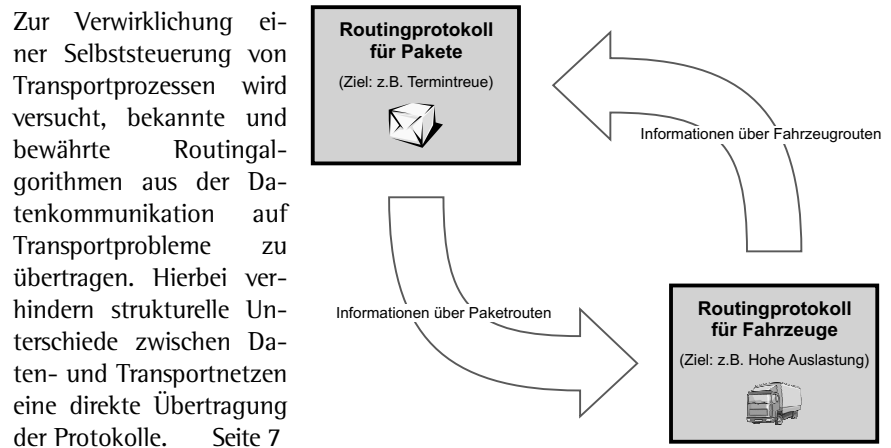 Zur Verwirklichung ei-
ner Selbststeuerung von
Transportprozessen wird
versucht, bekannte und
bewährte Routingal-
gorithmen aus der Da-
tenkommunikation auf
Transportprobleme zu
übertragen. Hierbei ver-
hindern strukturelle Un-
terschiede zwischen Da-
ten- und Transportnetzen
eine direkte Übertragung
der Protokolle. Seite 7
Routingprotokoll
für Pakete
(Ziel: z.B. Termintreue)
Informationen über Fahrzeugrouten
Informationen über Paketrouten
Routingprotokoll
für Fahrzeuge
(Ziel: z.B. Hohe Auslastung)